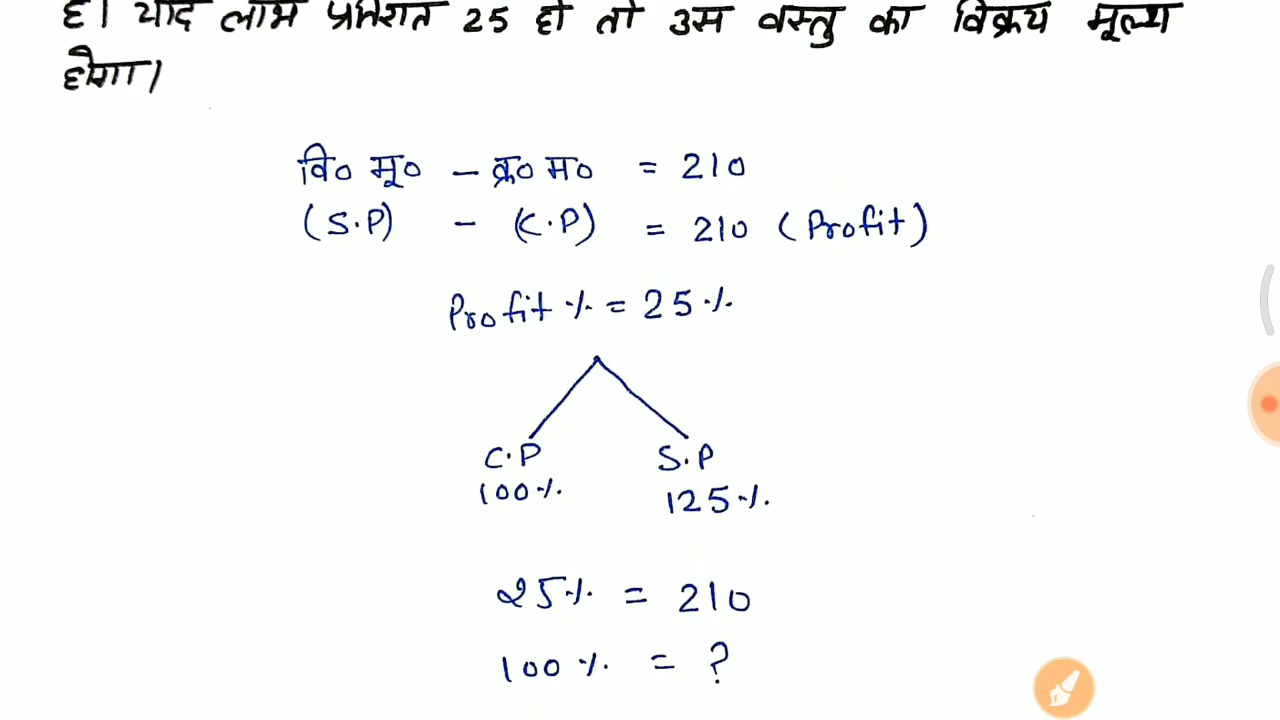 है। यदि लाभ प्रतिशत 25 हो तो उस वस्तु का विक्रय मूल्य
होगा।
वि० मू० - क्र० म० = 210
(S.P) - (C.P) = 210 (Profit)
Profit % = 25 %
C.P S.P
100% 125%
25% = 210
100% = ?